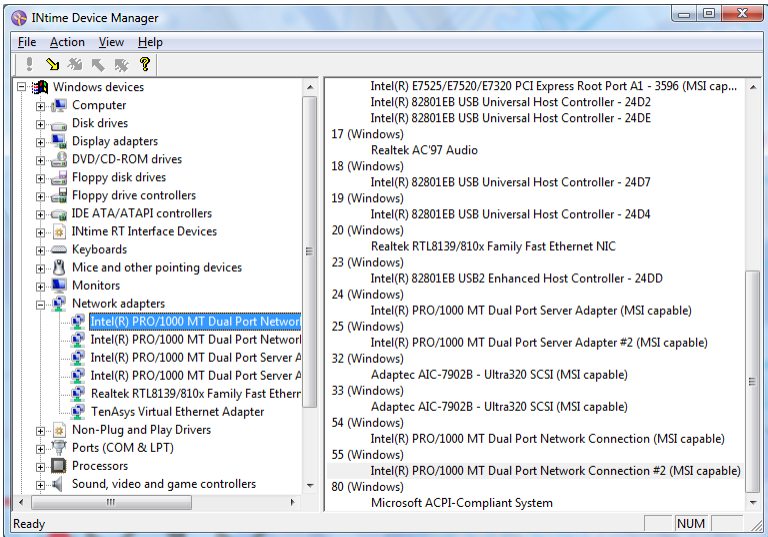 INtime Device Manager
File Action View Help
Windows devices
Computer
Disk drives
Display adapters
DVD/CD-ROM drives
Floppy disk drives
Floppy drive controllers
IDE ATA/ATAPI controllers
INtime RT Interface Devices
Keyboards
Mice and other pointing devices
Monitors
Network adapters
Intel(R) PRO/1000 MT Dual Port Networ
Intel(R) PRO/1000 MT Dual Port Networ
Intel(R) PRO/1000 MT Dual Port Server A
Intel(R) PRO/1000 MT Dual Port Server A
Realtek RTL8139/810x Family Fast Ethern
TenAsys Virtual Ethernet Adapter
Non-Plug and Play Drivers
Ports (COM & LPT)
Processors
Sound, video and game controllers
Intel(R) E7525/E7520/E7320 PCI Express Root Port A1 - 3596 (MSI cap...
Intel(R) 82801EB USB Universal Host Controller - 24D2
Intel(R) 82801EB USB Universal Host Controller - 24DE
17 (Windows)
Realtek AC'97 Audio
18 (Windows)
Intel(R) 82801EB USB Universal Host Controller - 24D7
19 (Windows)
Intel(R) 82801EB USB Universal Host Controller - 24D4
20 (Windows)
Realtek RTL8139/810x Family Fast Ethernet NIC
23 (Windows)
Intel(R) 82801EB USB2 Enhanced Host Controller - 24DD
24 (Windows)
Intel(R) PRO/1000 MT Dual Port Server Adapter (MSI capable)
25 (Windows)
Intel(R) PRO/1000 MT Dual Port Server Adapter #2 (MSI capable)
32 (Windows)
Adaptec AIC-7902B - Ultra320 SCSI (MSI capable)
33 (Windows)
Adaptec AIC-7902B - Ultra320 SCSI (MSI capable)
54 (Windows)
Intel(R) PRO/1000 MT Dual Port Network Connection (MSI capable)
55 (Windows)
Intel(R) PRO/1000 MT Dual Port Network Connection #2 (MSI capable)
80 (Windows)
Microsoft ACPI-Compliant System
Ready
NUM